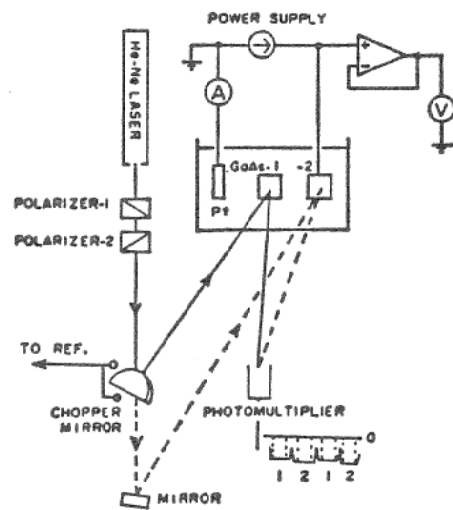 POWER SUPPLY
He-Ne LASER
A
+
-
V
GaAs-1 -2
Pt
POLARIZER-1
POLARIZER-2
TO REF.
CHOPPER
MIRROR
PHOTOMULTIPLIER
0
1 2 1 2
MIRROR